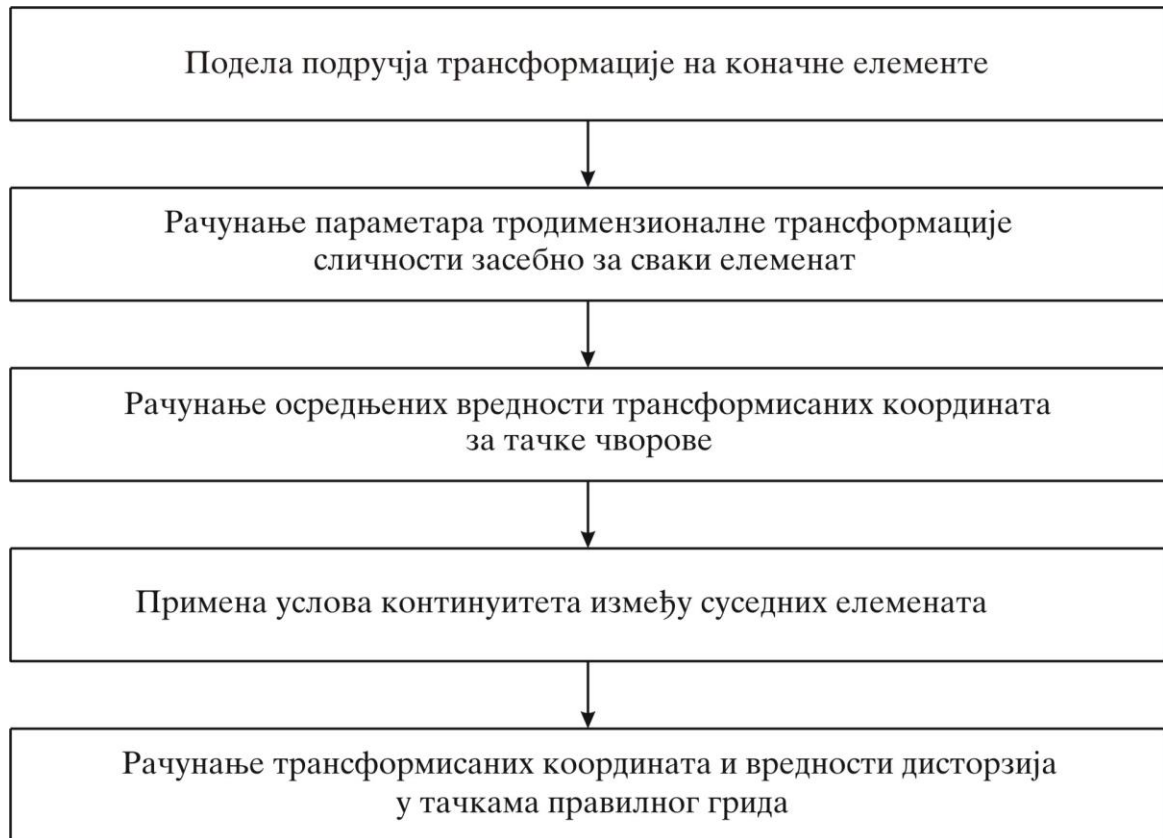 Подела подручја трансформације на коначне елементе
Рачунање параметара тродимензионалне трансформације
сличности засебно за сваки елеменат
Рачунање осредњених вредности трансформисаних координата
за тачке чворове
Примена услова континуитета између суседних елемената
Рачунање трансформисаних координата и вредности дисторзија
у тачкама правилног грида